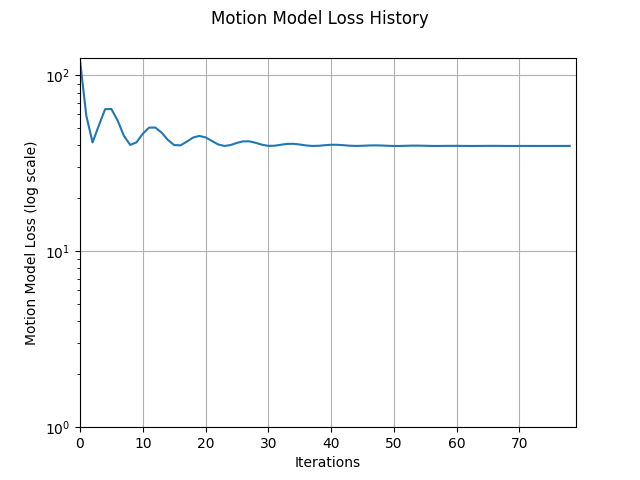 Motion Model Loss History
Motion Model Loss (log scale)
10²
10¹
10⁰
0 10 20 30 40 50 60 70
Iterations